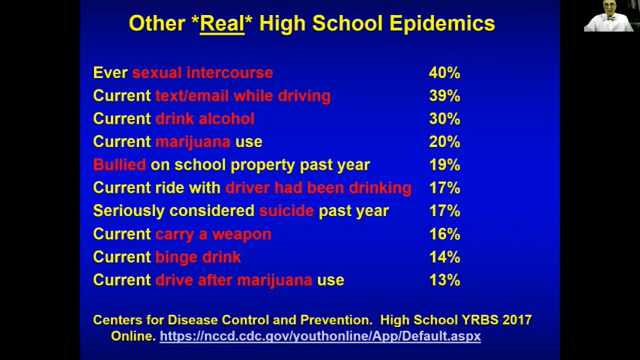 Other *Real* High School Epidemics
Ever sexual intercourse 40%
Current text/email while driving 39%
Current drink alcohol 30%
Current marijuana use 20%
Bullied on school property past year 19%
Current ride with driver had been drinking 17%
Seriously considered suicide past year 17%
Current carry a weapon 16%
Current binge drink 14%
Current drive after marijuana use 13%
Centers for Disease Control and Prevention. High School YRBS 2017
Online. https://nccd.cdc.gov/youthonline/App/Default.aspx